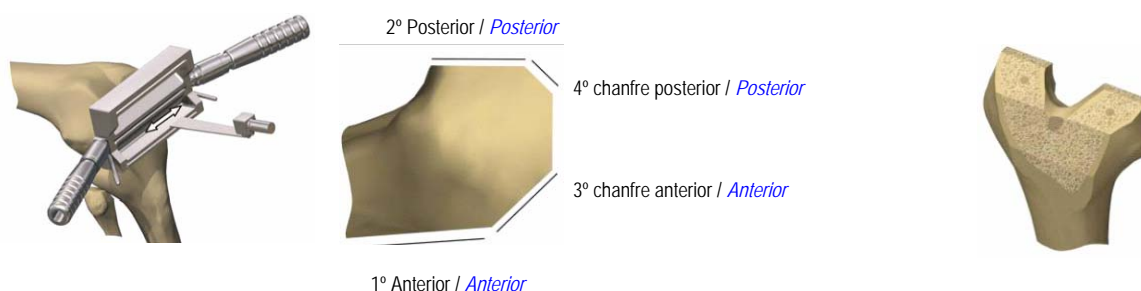 2º Posterior / Posterior
4º chanfre posterior / Posterior
3º chanfre anterior / Anterior
1º Anterior / Anterior